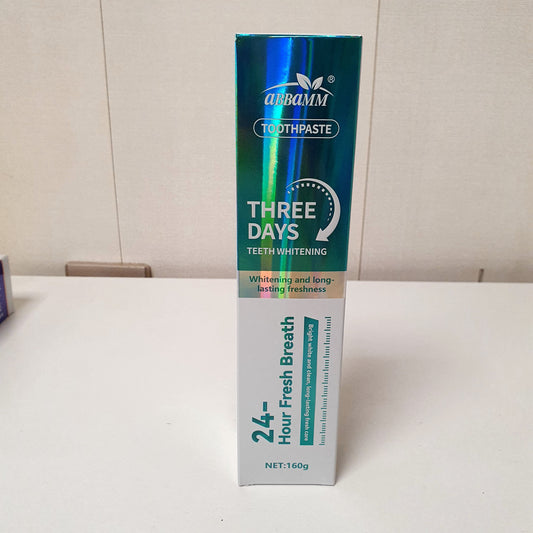 aBBaMM®
TOOTHPASTE
THREE
DAYS
TEETH WHITENING
Whitening and long-
lasting freshness
24-
Hour Fresh Breath
Bright white and clean, long-lasting fresh care
NET:160g